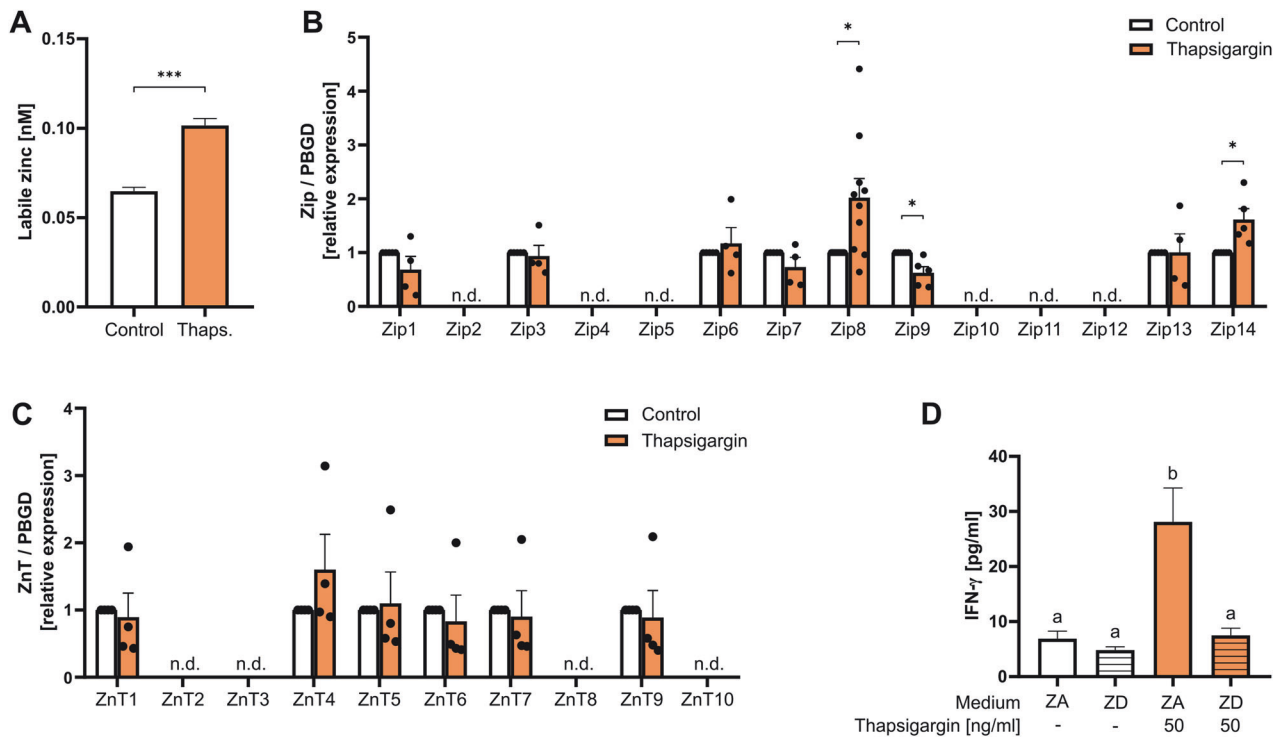 A
Labile zinc [nM]
0.15
0.10
0.05
0.00
***
Control Thaps.
B
Zip / PBGD
[relative expression]
5
4
3
2
1
0
Control
Thapsigargin
*
*
*
n.d. n.d. n.d. n.d. n.d. n.d.
Zip1 Zip2 Zip3 Zip4 Zip5 Zip6 Zip7 Zip8 Zip9 Zip10 Zip11 Zip12 Zip13 Zip14
C
ZnT / PBGD
[relative expression]
4
3
2
1
0
Control
Thapsigargin
n.d. n.d. n.d. n.d.
ZnT1 ZnT2 ZnT3 ZnT4 ZnT5 ZnT6 ZnT7 ZnT8 ZnT9 ZnT10
D
IFN-γ [pg/ml]
40
30
20
10
0
a a b a
Medium ZA ZD ZA ZD
Thapsigargin [ng/ml] - - 50 50